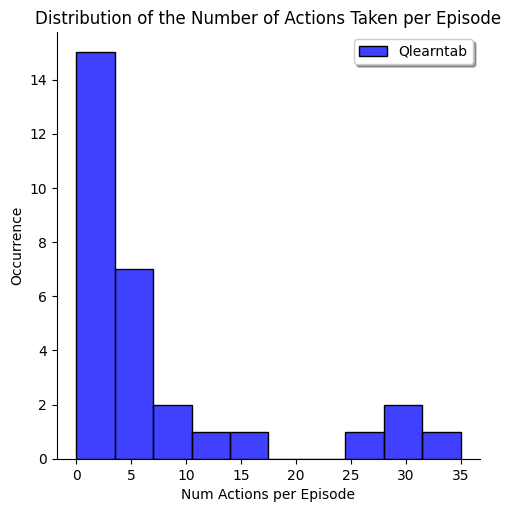 Distribution of the Number of Actions Taken per Episode
Qlearntab
14
12
10
8
6
4
2
0
Occurrence
0 5 10 15 20 25 30 35
Num Actions per Episode